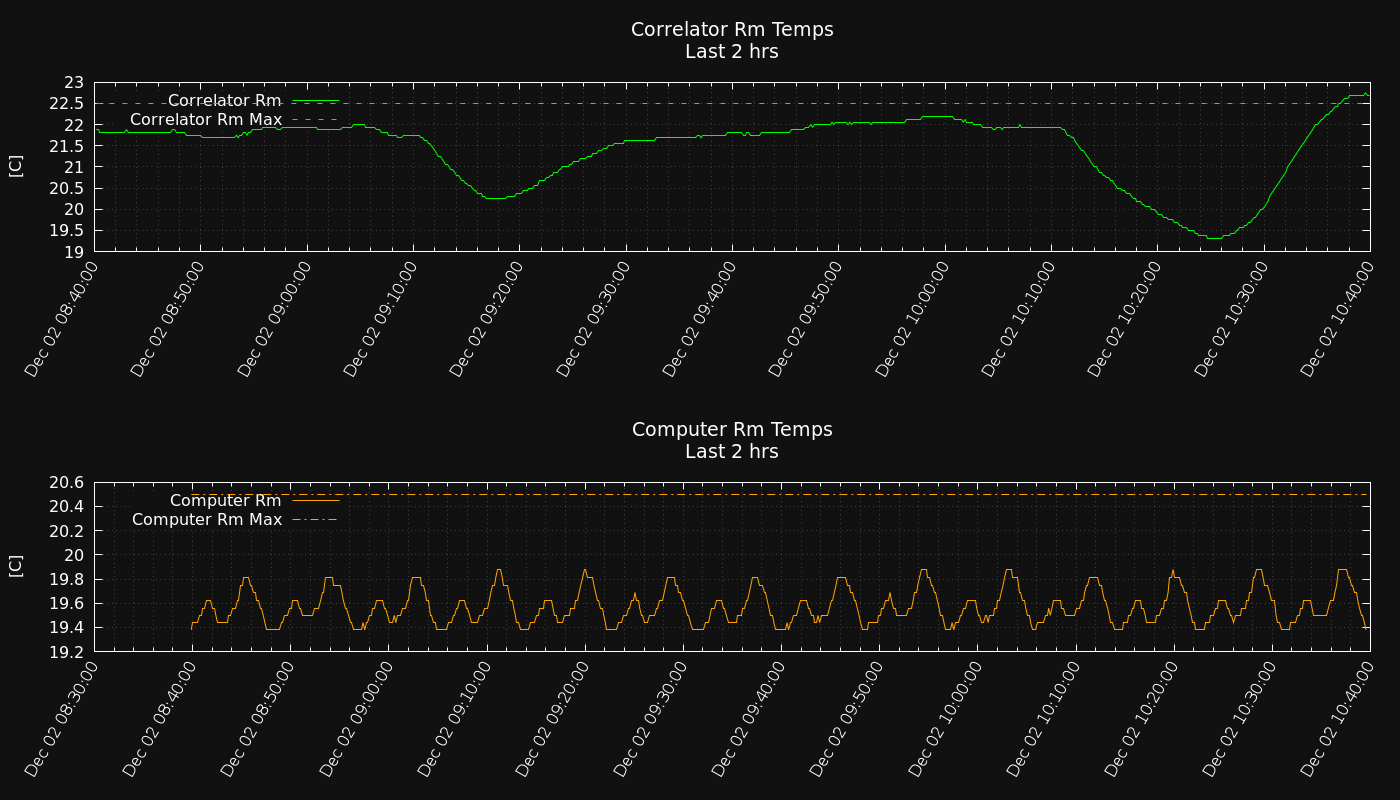 Correlator Rm Temps
Last 2 hrs
23
22.5
22
21.5
21
20.5
20
19.5
19
[C]
Correlator Rm
Correlator Rm Max
Dec 02 08:40:00
Dec 02 08:50:00
Dec 02 09:00:00
Dec 02 09:10:00
Dec 02 09:20:00
Dec 02 09:30:00
Dec 02 09:40:00
Dec 02 09:50:00
Dec 02 10:00:00
Dec 02 10:10:00
Dec 02 10:20:00
Dec 02 10:30:00
Dec 02 10:40:00
Computer Rm Temps
Last 2 hrs
20.6
20.4
20.2
20
19.8
19.6
19.4
19.2
[C]
Computer Rm
Computer Rm Max
Dec 02 08:30:00
Dec 02 08:40:00
Dec 02 08:50:00
Dec 02 09:00:00
Dec 02 09:10:00
Dec 02 09:20:00
Dec 02 09:30:00
Dec 02 09:40:00
Dec 02 09:50:00
Dec 02 10:00:00
Dec 02 10:10:00
Dec 02 10:20:00
Dec 02 10:30:00
Dec 02 10:40:00